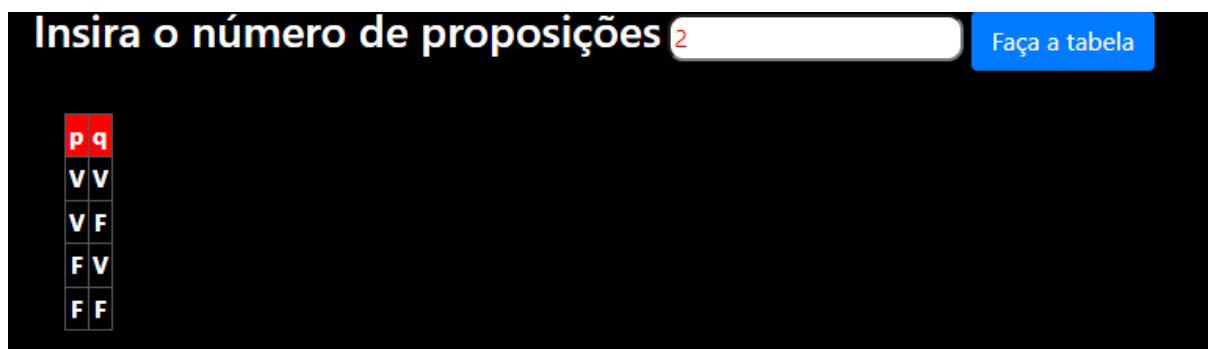 Insira o número de proposições 2 Faça a tabela
p q
V V
V F
F V
F F